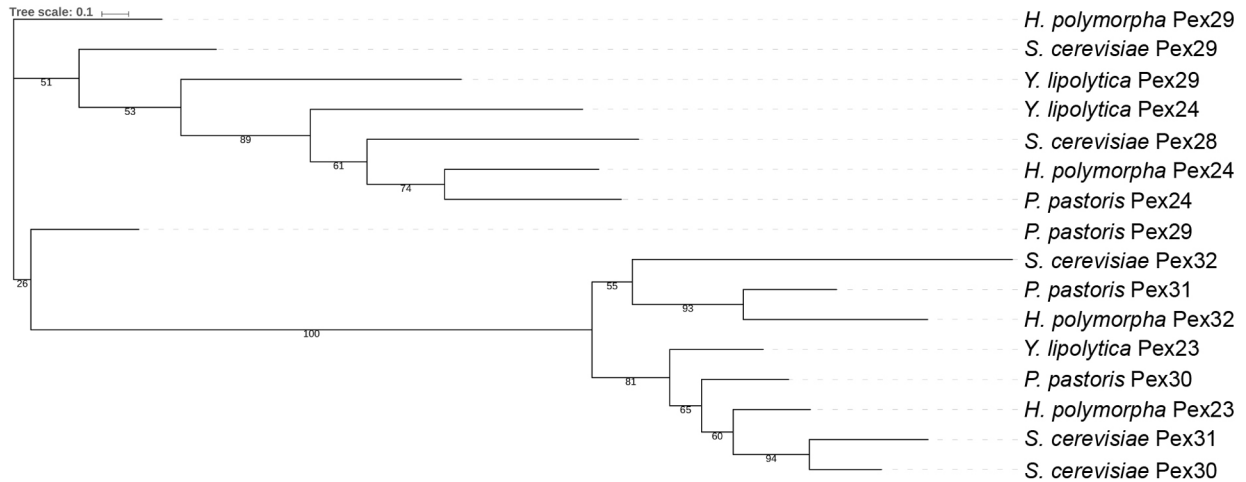 Tree scale: 0.1
H. polymorpha Pex29
S. cerevisiae Pex29
51
Y. lipolytica Pex29
53
Y. lipolytica Pex24
89
S. cerevisiae Pex28
61
H. polymorpha Pex24
74
P. pastoris Pex24
P. pastoris Pex29
26
S. cerevisiae Pex32
55
P. pastoris Pex31
93
H. polymorpha Pex32
100
Y. lipolytica Pex23
81
P. pastoris Pex30
65
H. polymorpha Pex23
60
S. cerevisiae Pex31
94
S. cerevisiae Pex30